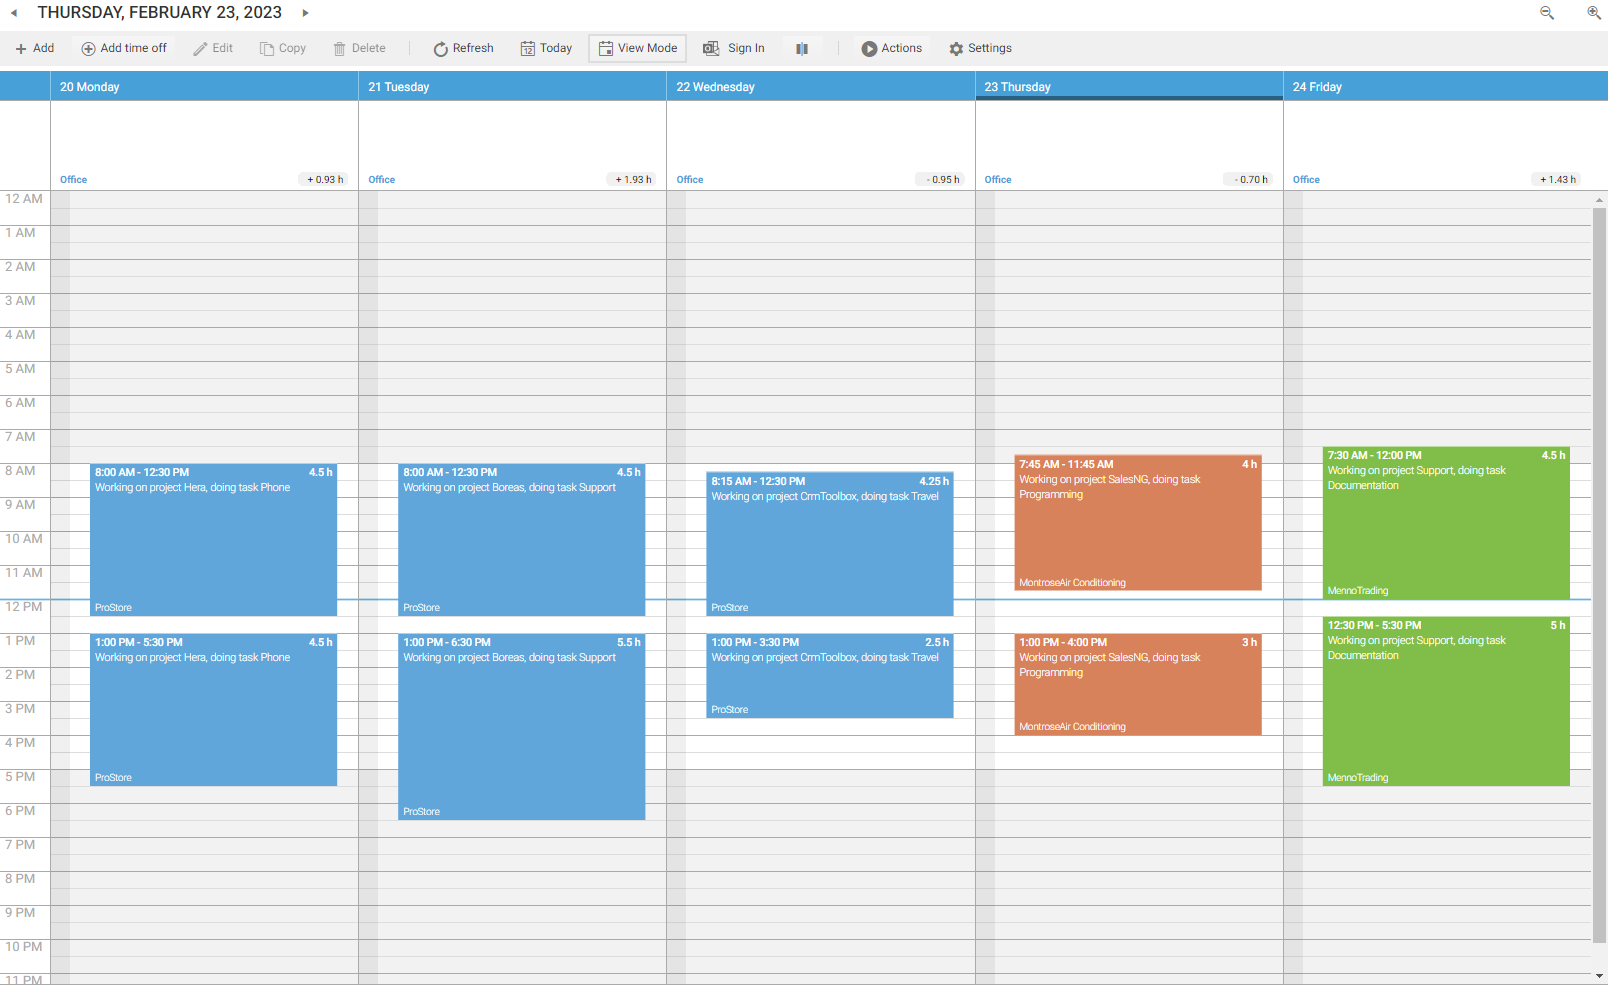 THURSDAY, FEBRUARY 23, 2023
Add
Add time off
Edit
Copy
Delete
Refresh
12
Today
View Mode
Sign In
Actions
Settings
20 Monday
21 Tuesday
22 Wednesday
23 Thursday
24 Friday
Office
+ 0.93 h
Office
+ 1.93 h
Office
- 0.95 h
Office
- 0.70 h
Office
+ 1.43 h
12 AM
1 AM
2 AM
3 AM
4 AM
5 AM
6 AM
7 AM
8 AM
9 AM
10 AM
11 AM
12 PM
1 PM
2 PM
3 PM
4 PM
5 PM
6 PM
7 PM
8 PM
9 PM
10 PM
11 PM
8:00 AM - 12:30 PM 4.5 h
Working on project Hera, doing task Phone
ProStore
1:00 PM - 5:30 PM 4.5 h
Working on project Hera, doing task Phone
ProStore
8:00 AM - 12:30 PM 4.5 h
Working on project Boreas, doing task Support
ProStore
1:00 PM - 6:30 PM 5.5 h
Working on project Boreas, doing task Support
ProStore
8:15 AM - 12:30 PM 4.25 h
Working on project CrmToolbox, doing task Travel
ProStore
1:00 PM - 3:30 PM 2.5 h
Working on project CrmToolbox, doing task Travel
ProStore
7:45 AM - 11:45 AM 4 h
Working on project SalesNG, doing task
Programming
MontroseAir Conditioning
1:00 PM - 4:00 PM 3 h
Working on project SalesNG, doing task
Programming
MontroseAir Conditioning
7:30 AM - 12:00 PM 4.5 h
Working on project Support, doing task
Documentation
MennoTrading
12:30 PM - 5:30 PM 5 h
Working on project Support, doing task
Documentation
MennoTrading